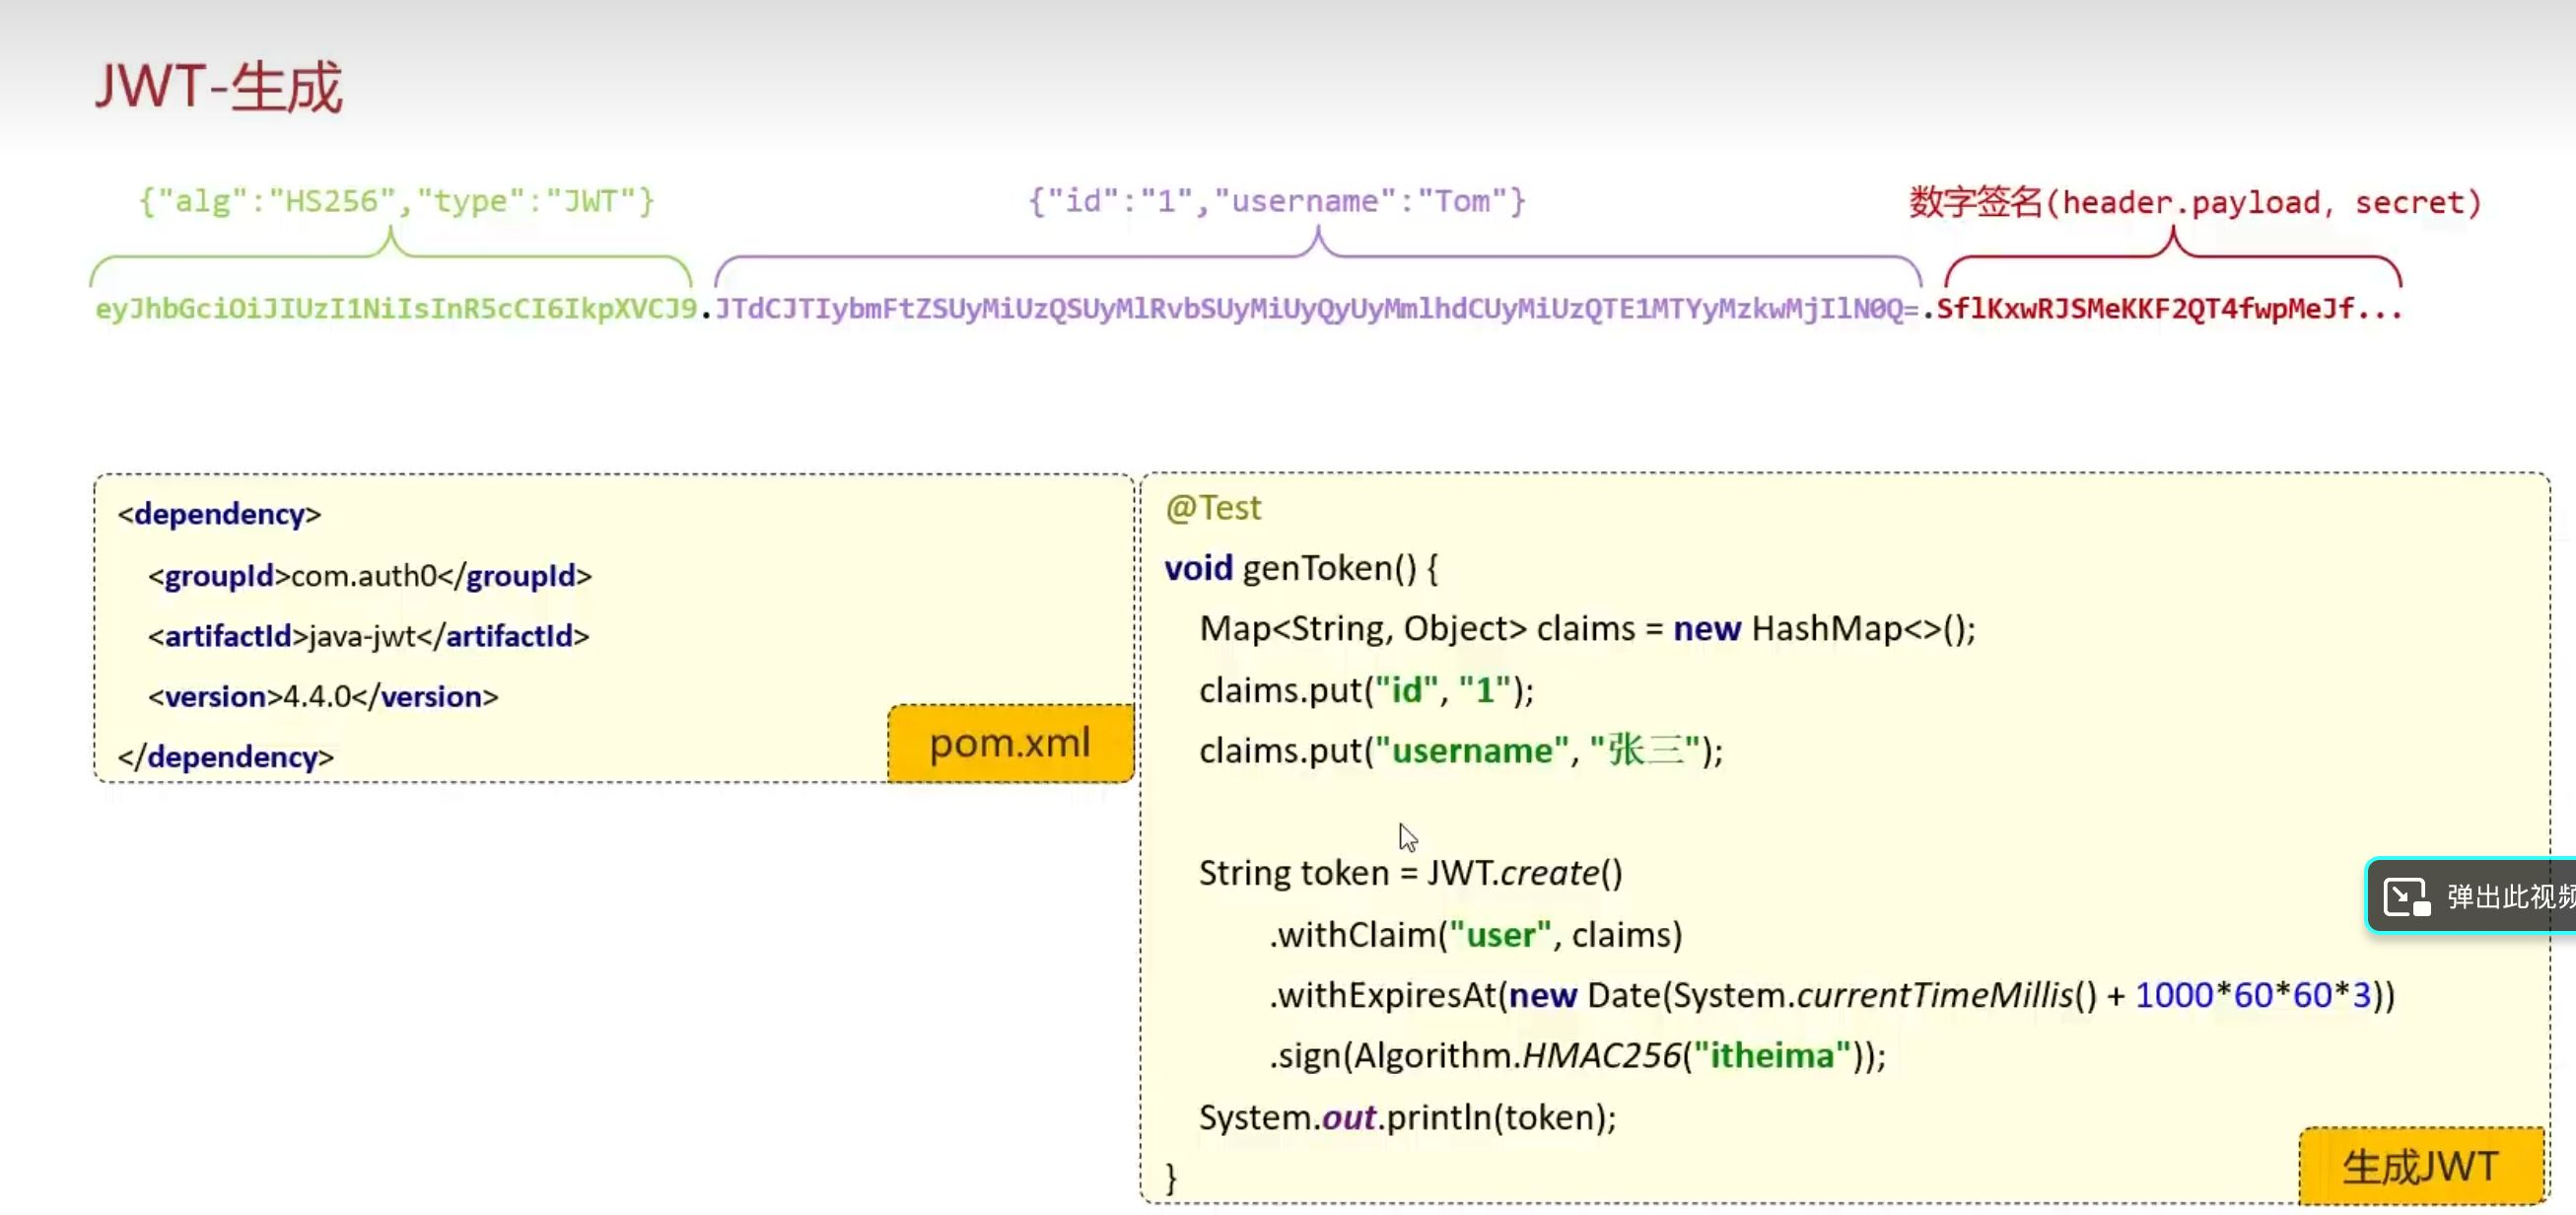 JWT-生成
{"alg":"HS256","type":"JWT"}
{"id":"1","username":"Tom"}
数字签名(header.payload, secret)
eyJhbGciOiJIUzI1NiIsInR5cCI6IkpXVCJ9.JTdCJTIybmFtZSUyMiUzQSUyMlRvbSUyMiUyQyUyMmlhdCUyMiUzQTE1MTYyMzkwMjIlN0Q=.SflKxwRJSMeKKF2QT4fwpMeJf...
<dependency>
<groupId>com.auth0</groupId>
<artifactId>java-jwt</artifactId>
<version>4.4.0</version>
</dependency>
pom.xml
@Test
void genToken() {
Map<String, Object> claims = new HashMap<>();
claims.put("id", "1");
claims.put("username", "张三");
String token = JWT.create()
.withClaim("user", claims)
.withExpiresAt(new Date(System.currentTimeMillis() + 1000*60*60*3))
.sign(Algorithm.HMAC256("itheima"));
System.out.println(token);
}
生成JWT
弹出此视频